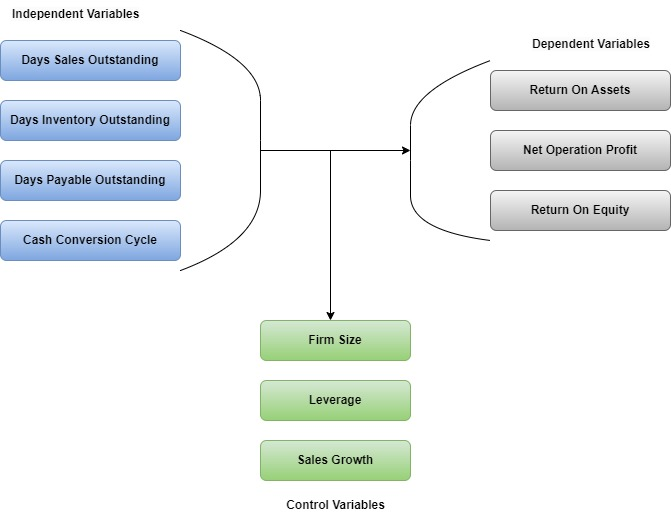 Independent Variables
Days Sales Outstanding
Days Inventory Outstanding
Days Payable Outstanding
Cash Conversion Cycle
Dependent Variables
Return On Assets
Net Operation Profit
Return On Equity
Firm Size
Leverage
Sales Growth
Control Variables